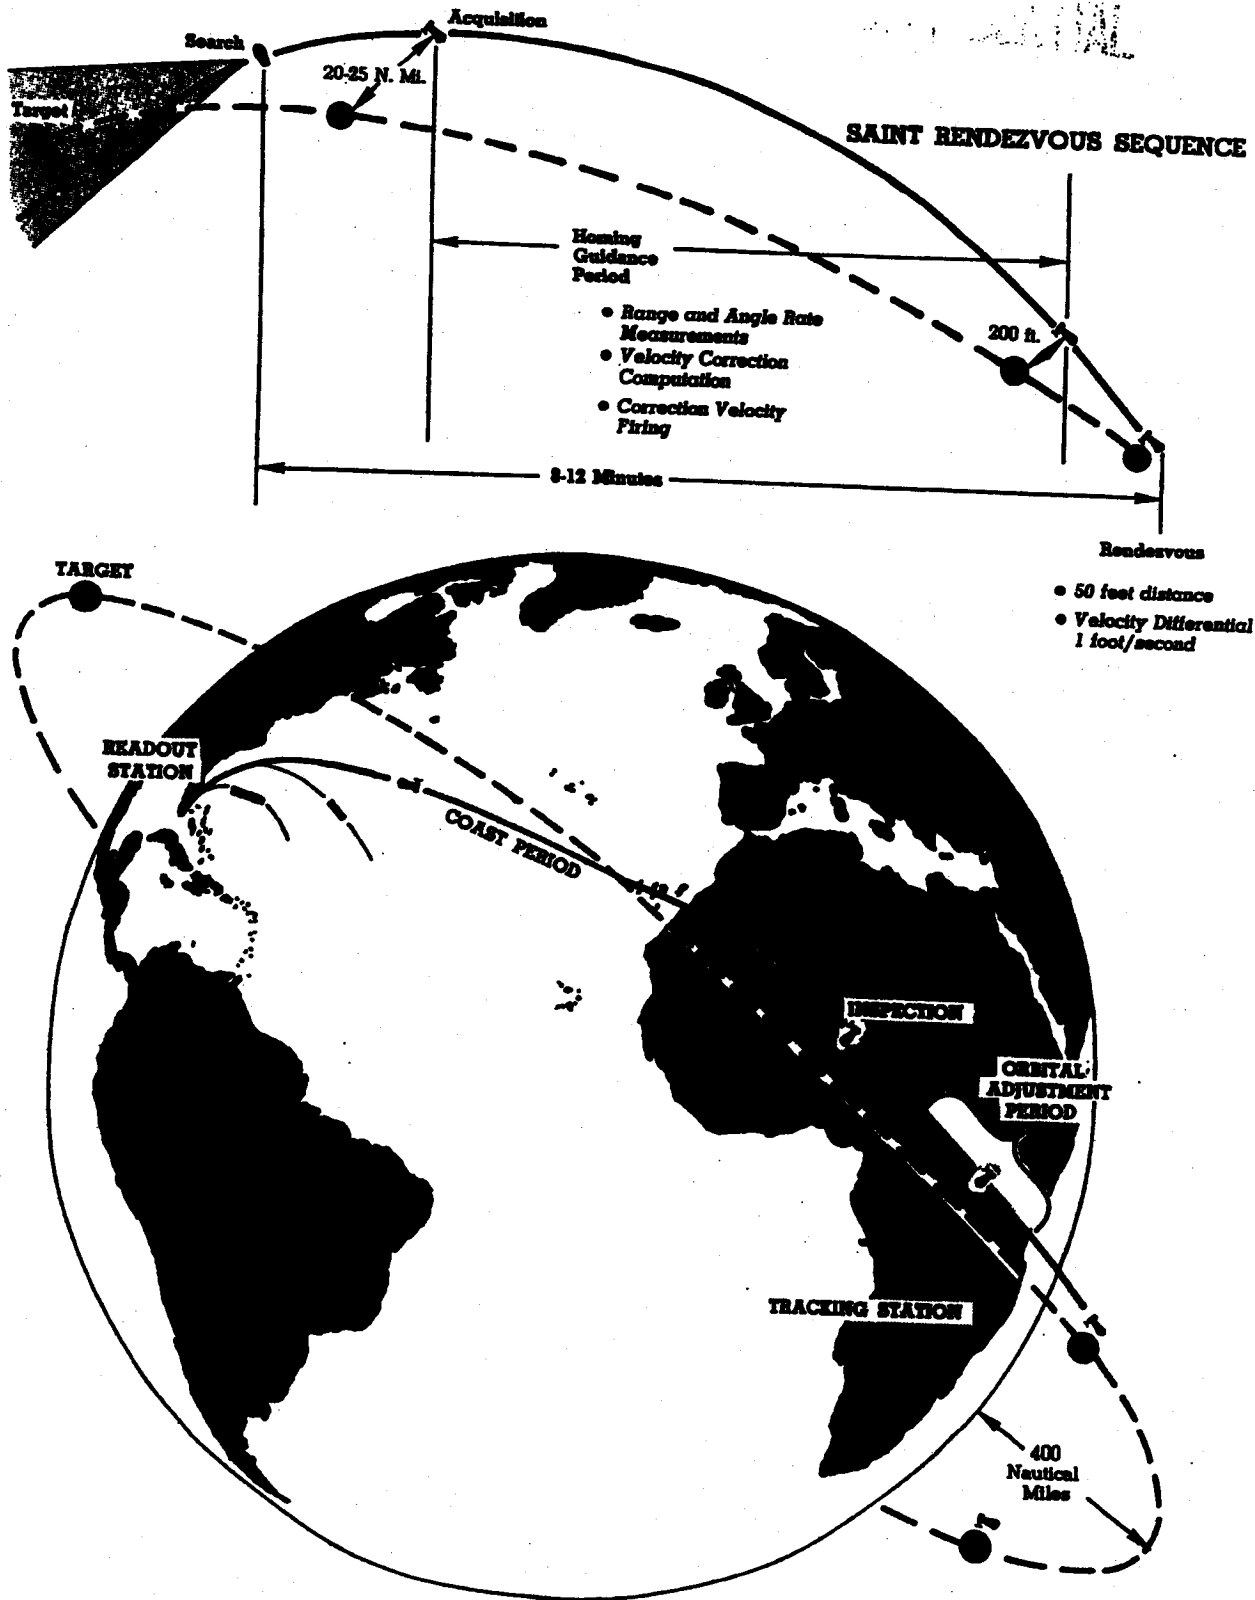 Acquisition
Search
20-25 N. Mi.
Target
SAINT RENDEZVOUS SEQUENCE
Homing
Guidance
Period
• Range and Angle Rate
Measurements
• Velocity Correction
Computation
• Correction Velocity
Firing
200 ft.
8-12 Minutes
Rendezvous
• 50 feet distance
• Velocity Differential
1 foot/second
TARGET
READOUT
STATION
COAST PERIOD
INSPECTION
ORBITAL
ADJUSTMENT
PERIOD
TRACKING STATION
400
Nautical
Miles